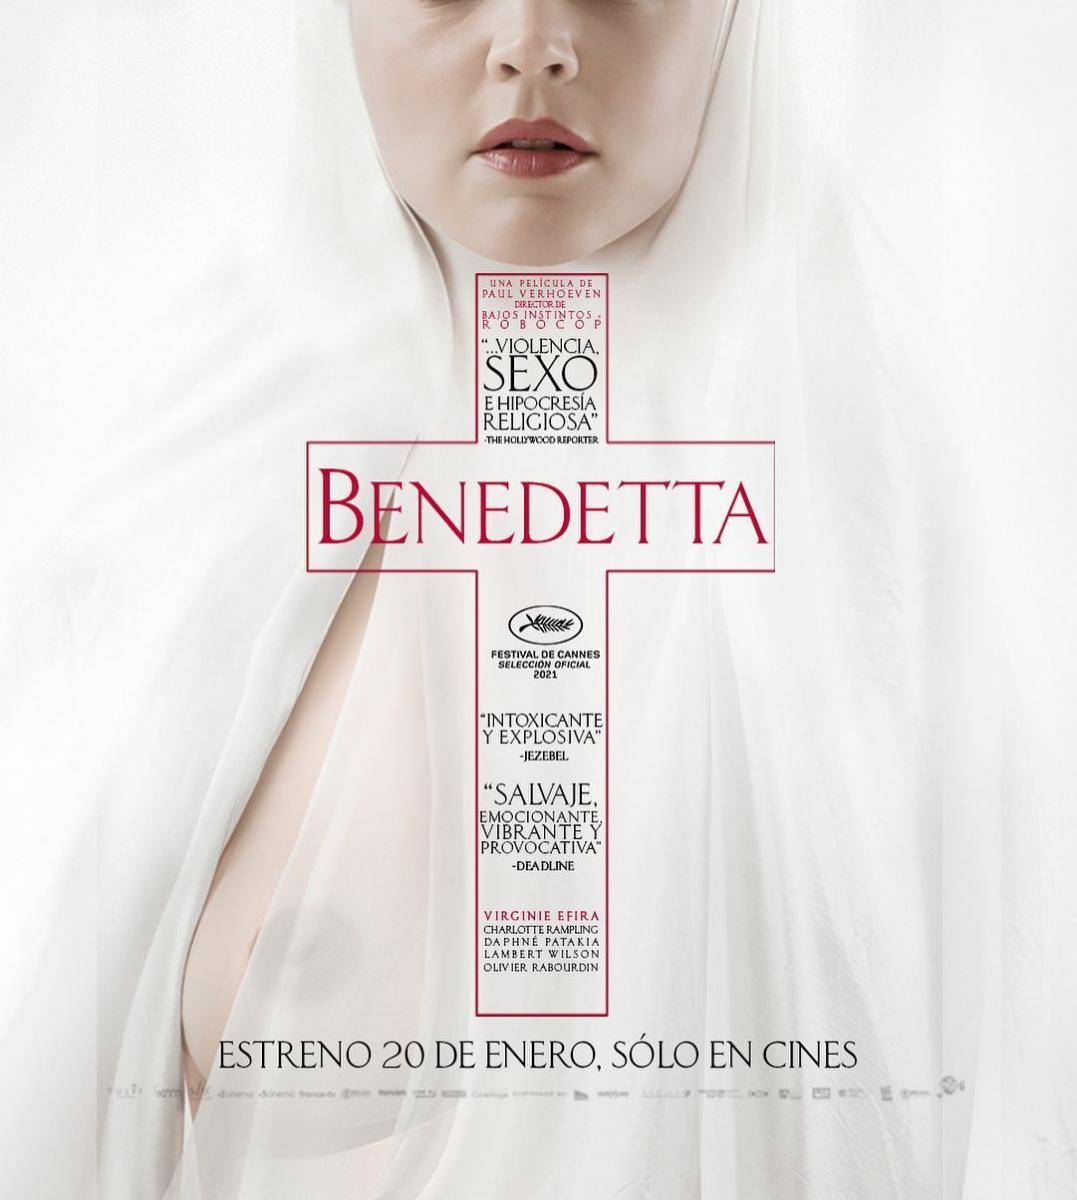 UNA PELÍCULA DE
PAUL VERHOEVEN
DIRECTOR DE
BAJOS INSTINTOS Y
ROBOCOP
“...VIOLENCIA,
SEXO
E HIPOCRESÍA
RELIGIOSA”
-THE HOLLYWOOD REPORTER
BENEDETTA
FESTIVAL DE CANNES
SELECCIÓN OFICIAL
2021
“INTOXICANTE
Y EXPLOSIVA”
-JEZEBEL
“SALVAJE,
EMOCIONANTE,
VIBRANTE Y
PROVOCATIVA”
-DEADLINE
VIRGINIE EFIRA
CHARLOTTE RAMPLING
DAPHNÉ PATAKIA
LAMBERT WILSON
OLIVIER RABOURDIN
ESTRENO 20 DE ENERO, SÓLO EN CINES